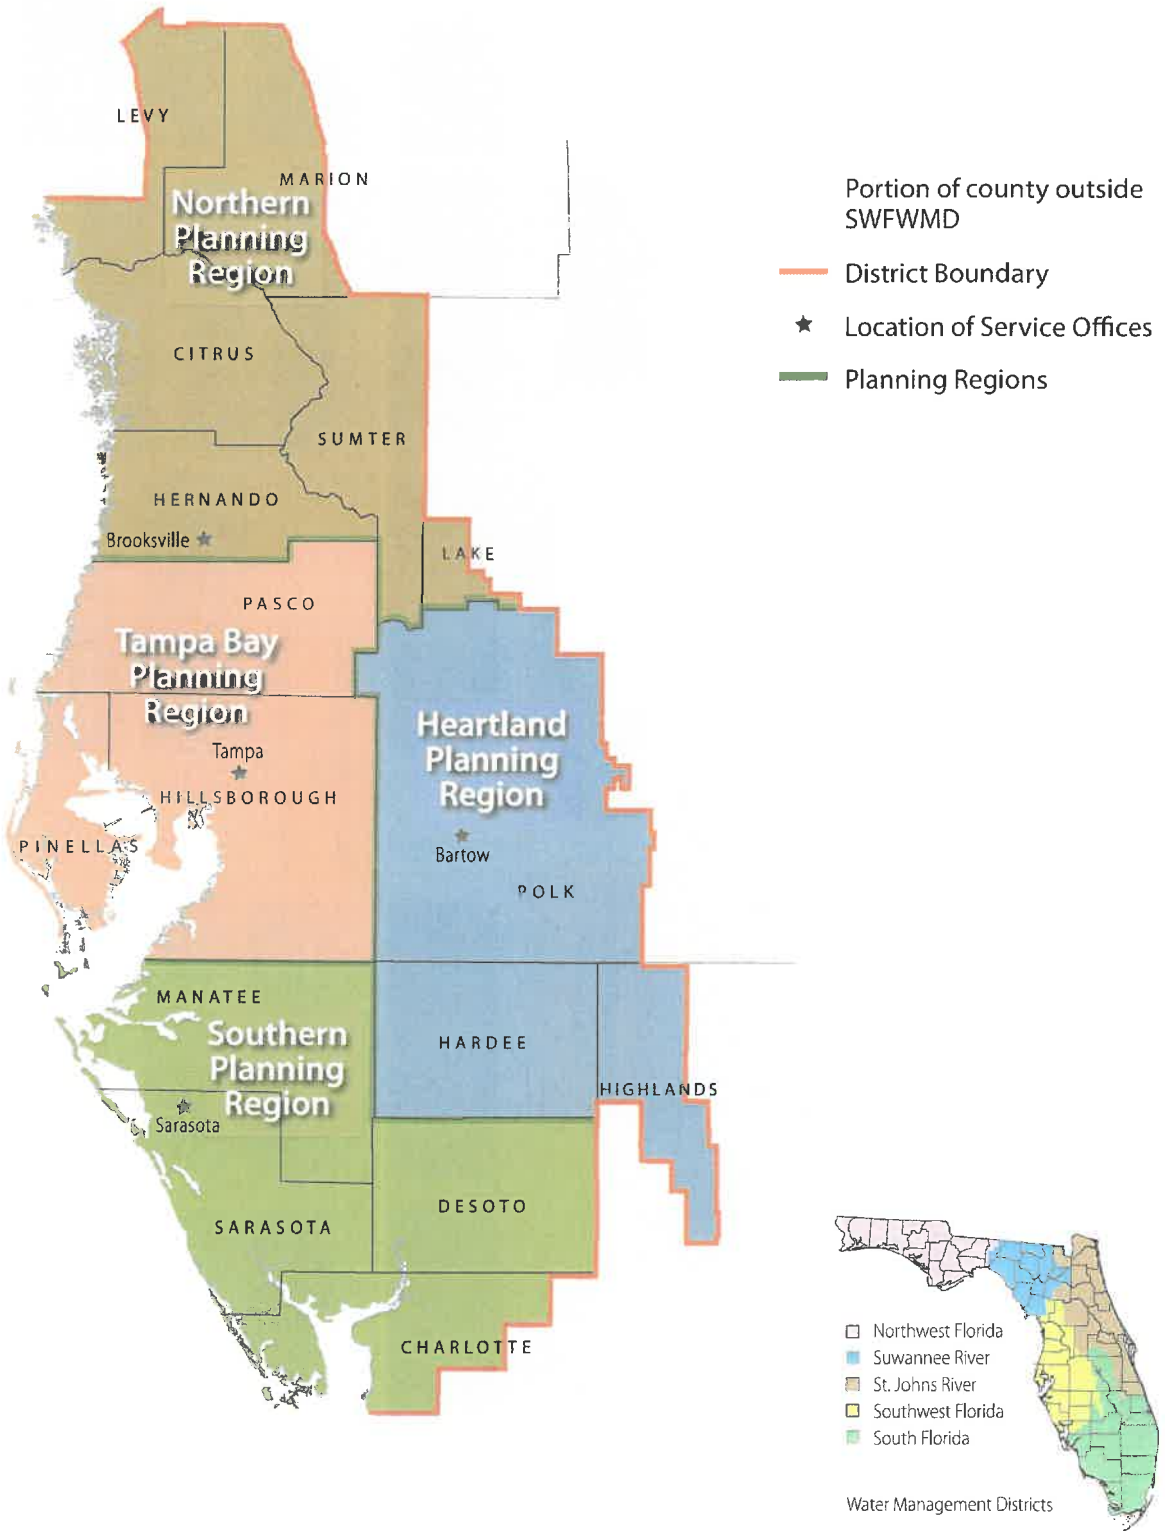 LEVY
MARION
Northern
Planning
Region
CITRUS
SUMTER
HERNANDO
Brooksville
LAKE
PASCO
Tampa Bay
Planning
Region
Tampa
HILLSBOROUGH
PINELLAS
Heartland
Planning
Region
Bartow
POLK
MANATEE
Southern
Planning
Region
HARDEE
HIGHLANDS
Sarasota
DESOTO
SARASOTA
CHARLOTTE
Portion of county outside
SWFWMD
District Boundary
Location of Service Offices
Planning Regions
Northwest Florida
Suwannee River
St. Johns River
Southwest Florida
South Florida
Water Management Districts